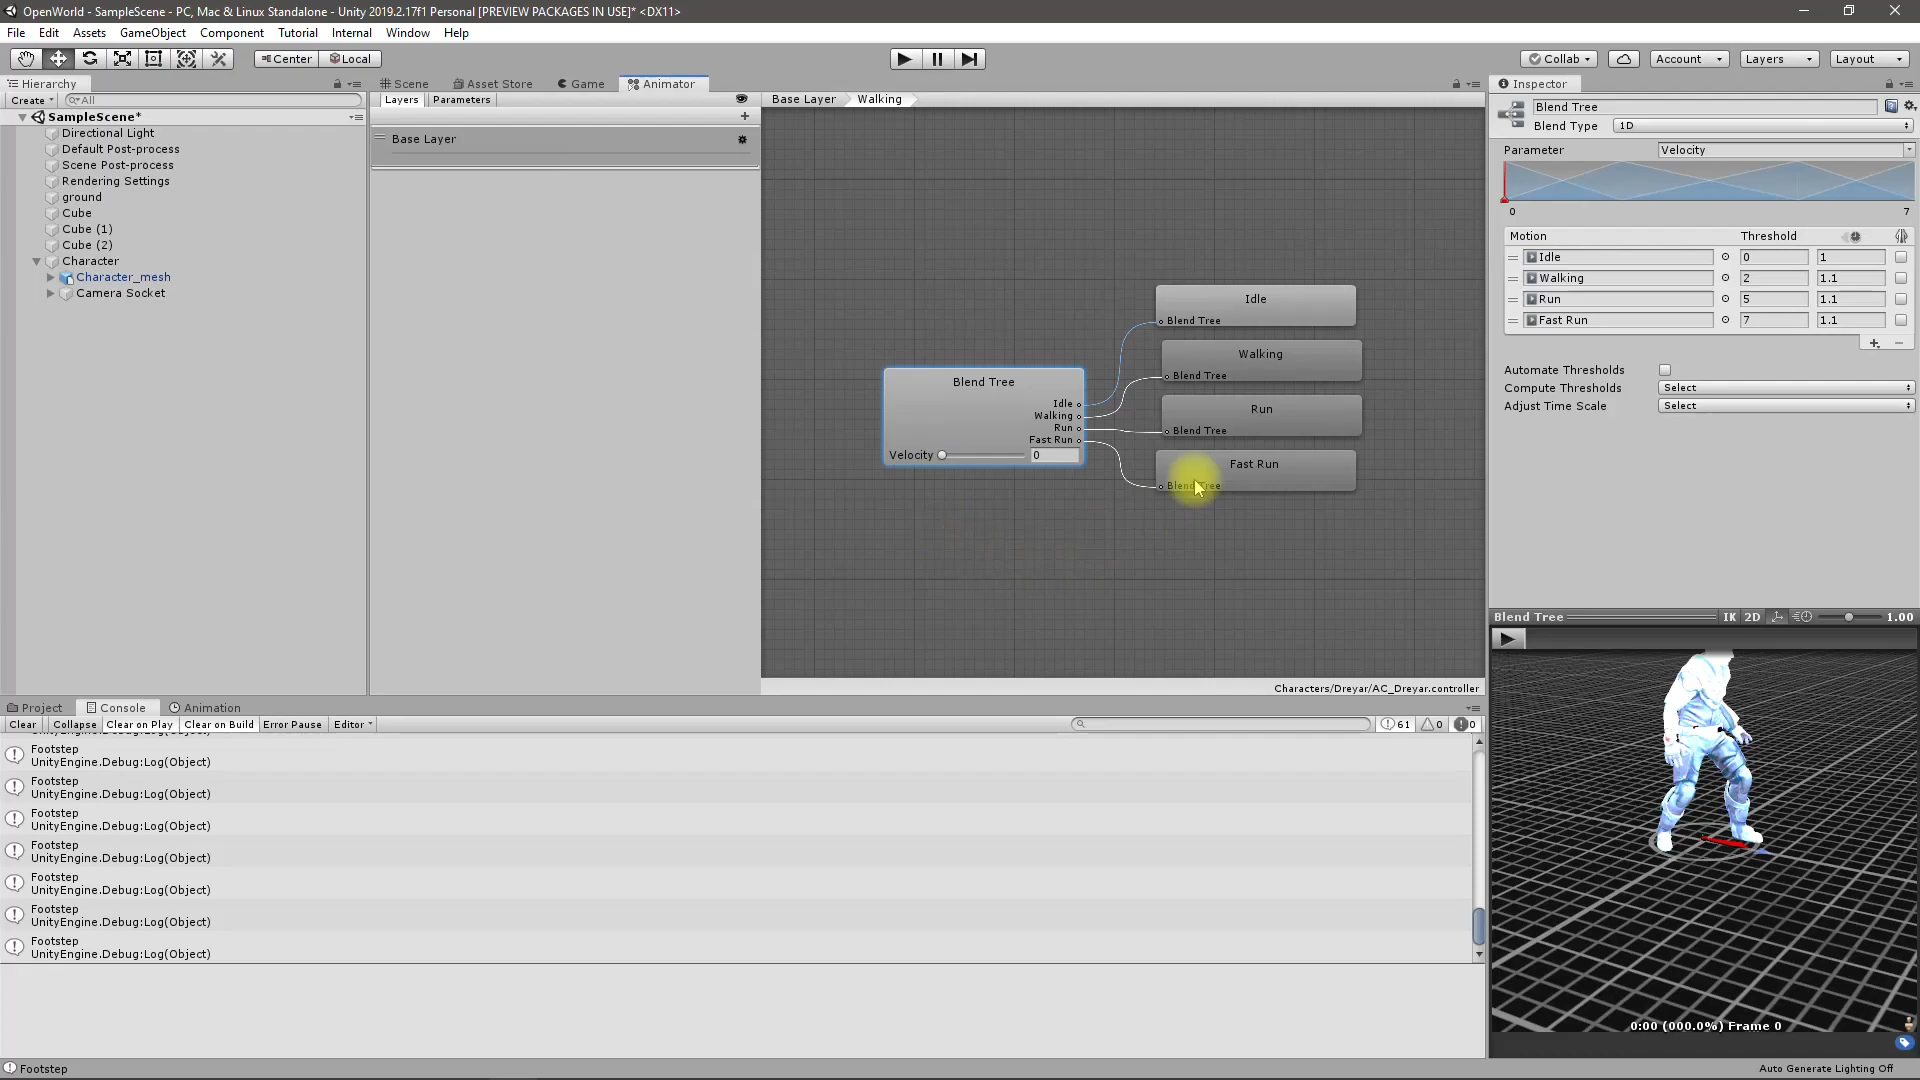 OpenWorld - SampleScene - PC, Mac & Linux Standalone - Unity 2019.2.17f1 Personal [PREVIEW PACKAGES IN USE]* <DX11>
File Edit Assets GameObject Component Tutorial Internal Window Help
Center Local Collab Account Layers Layout
Hierarchy Scene Asset Store Game Animator Inspector
Create All Layers Parameters Base Layer Walking Blend Tree
SampleScene*
Blend Type 1D
Directional Light
Default Post-process
Scene Post-process
Rendering Settings
ground
Cube
Cube (1)
Cube (2)
Character
Character_mesh
Camera Socket
Base Layer
Blend Tree
Idle
Walking
Run
Fast Run
Velocity 0
Idle
Blend Tree
Walking
Blend Tree
Run
Blend Tree
Fast Run
Blend Tree
Characters/Dreyar/AC_Dreyar.controller
Parameter Velocity
0 7
Motion Threshold
Idle 0 1
Walking 2 1.1
Run 5 1.1
Fast Run 7 1.1
Automate Thresholds
Compute Thresholds Select
Adjust Time Scale Select
Blend Tree IK 2D 1.00
0:00 (000.0%) Frame 0
Project Console Animation
Clear Collapse Clear on Play Clear on Build Error Pause Editor 61 0 0
UnityEngine.Debug:Log(Object)
Footstep
UnityEngine.Debug:Log(Object)
Footstep
UnityEngine.Debug:Log(Object)
Footstep
UnityEngine.Debug:Log(Object)
Footstep
UnityEngine.Debug:Log(Object)
Footstep
UnityEngine.Debug:Log(Object)
Footstep
UnityEngine.Debug:Log(Object)
Footstep
UnityEngine.Debug:Log(Object)
Footstep
Auto Generate Lighting Off